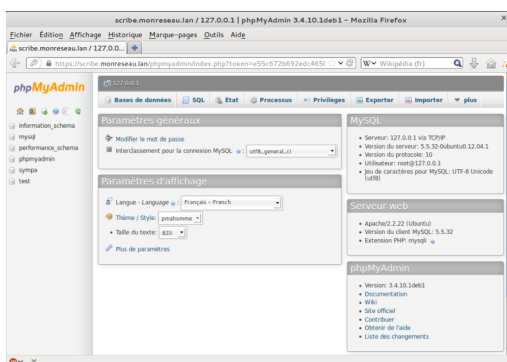 scribe.monreseau.lan / 127.0.0.1 | phpMyAdmin 3.4.10.1deb1 - Mozilla Firefox
Fichier Édition Affichage Historique Marque-pages Outils Aide
scribe.monreseau.lan / 127.0.0...
https://scribe.monreseau.lan/phpmyadmin/index.php?token=e55c672b692edc4858
Wikipédia (fr)
phpMyAdmin
information_schema
mysql
performance_schema
phpmyadmin
sympa
test
127.0.0.1
Bases de données SQL État Processus Privilèges Exporter Importer plus
Paramètres généraux
Modifier le mot de passe
Interclassement pour la connexion MySQL : utf8_general_ci
Paramètres d'affichage
Langue - Language : Français - French
Thème / Style: pmahomme
• Taille du texte: 82%
Plus de paramètres
MySQL
• Serveur: 127.0.0.1 via TCP/IP
• Version du serveur: 5.5.32-0ubuntu0.12.04.1
• Version du protocole: 10
• Utilisateur: root@127.0.0.1
• Jeu de caractères pour MySQL: UTF-8 Unicode
(utf8)
Serveur web
• Apache/2.2.22 (Ubuntu)
• Version du client MySQL: 5.5.32
• Extension PHP: mysqli
phpMyAdmin
• Version: 3.4.10.1deb1
• Documentation
• Wiki
• Site officiel
• Contribuer
• Obtenir de l'aide
• Liste des changements